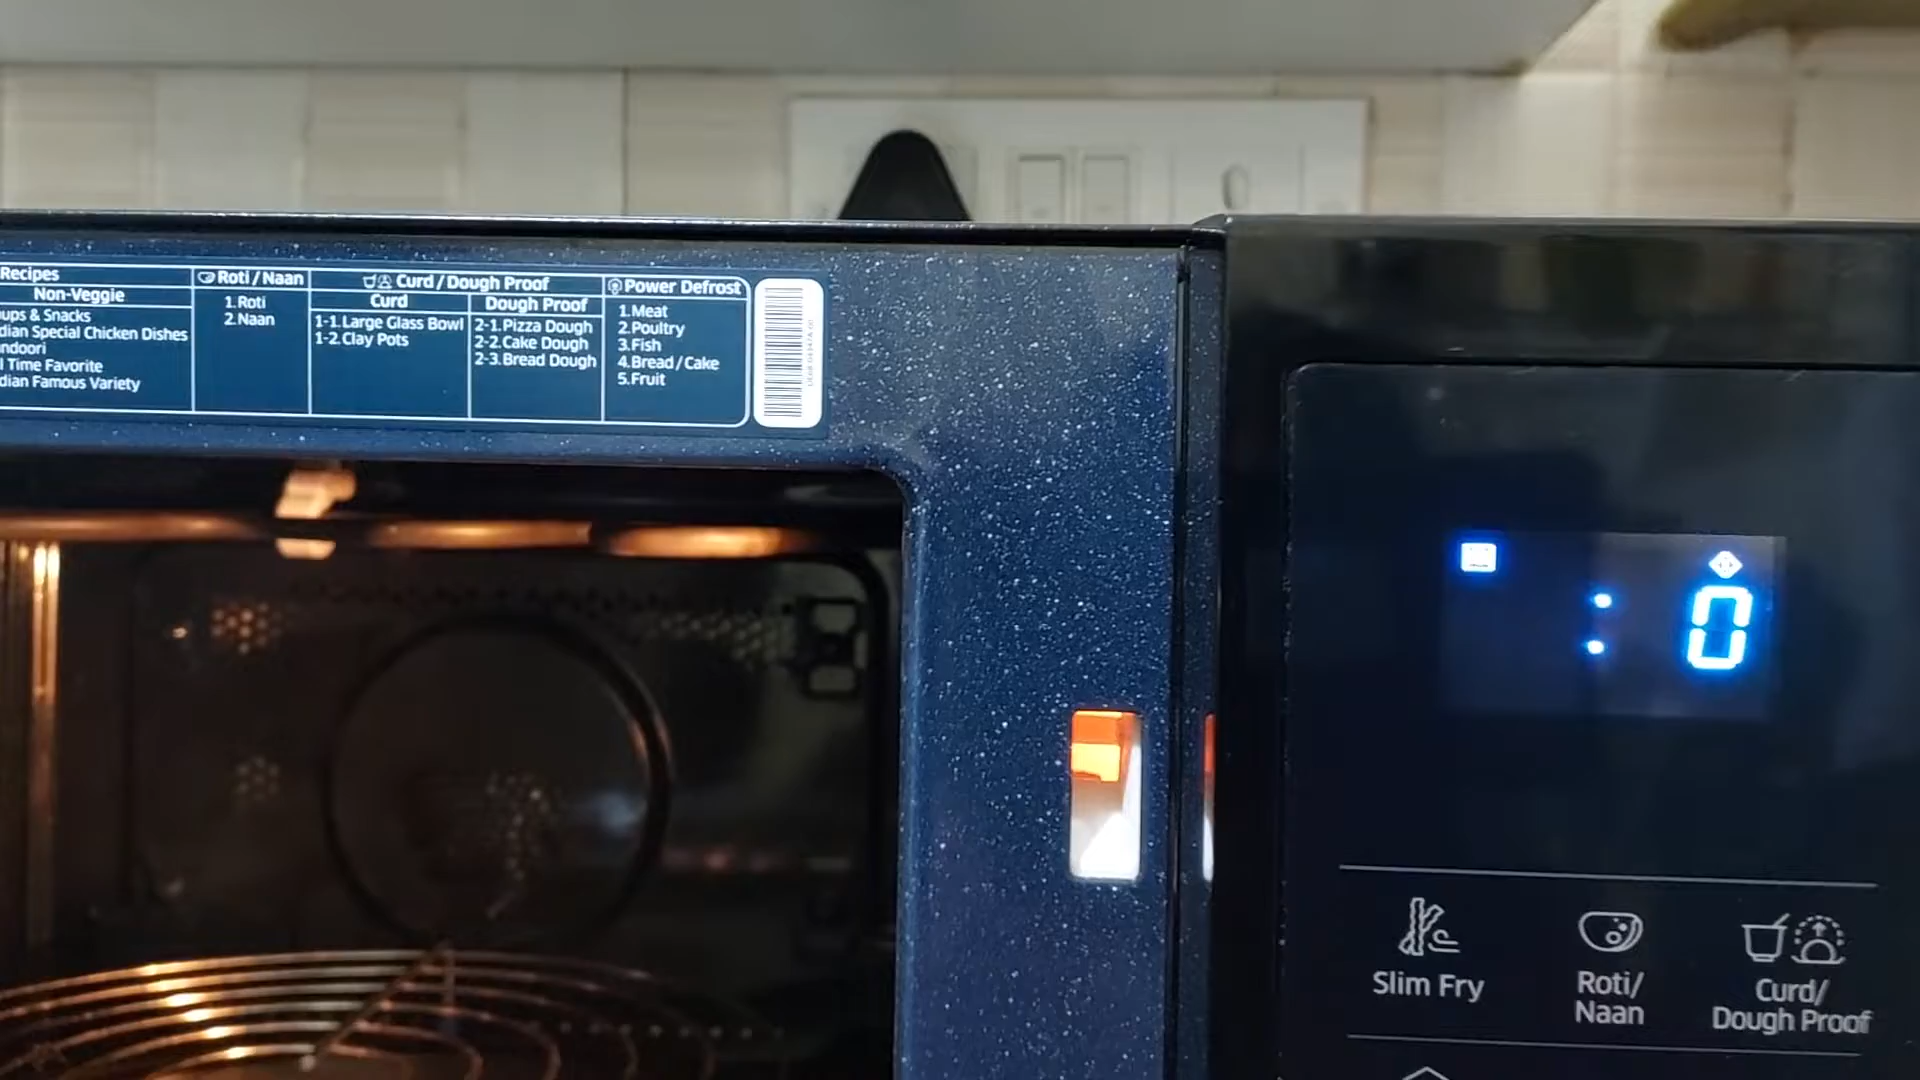 Recipes
Non-Veggie
ups & Snacks
dian Special Chicken Dishes
ndoori
l Time Favorite
dian Famous Variety
Roti / Naan
1.Roti
2.Naan
Curd / Dough Proof
Curd
1-1.Large Glass Bowl
1-2.Clay Pots
Dough Proof
2-1.Pizza Dough
2-2.Cake Dough
2-3.Bread Dough
Power Defrost
1.Meat
2.Poultry
3.Fish
4.Bread / Cake
5.Fruit
: 0
Slim Fry
Roti/
Naan
Curd/
Dough Proof